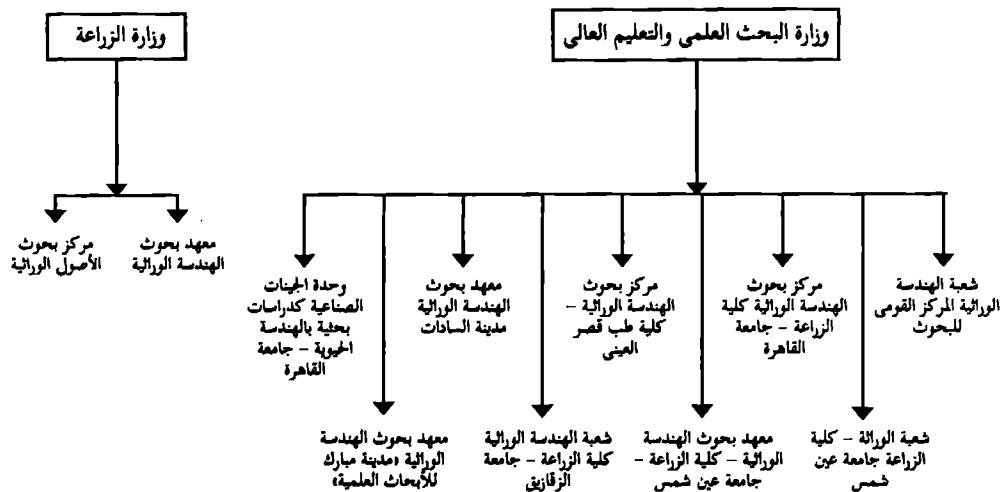 وزارة البحث العلمى والتعليم العالى
وزارة الزراعة
شعبة الهندسة
الوراثية المركز القومى
للبحوث
مركز بحوث
الهندسة الوراثية كلية
الزراعة – جامعة
القاهرة
مركز بحوث
الهندسة الوراثية –
كلية طب قصر
العينى
معهد بحوث
الهندسة الوراثية
مدينة السادات
وحدة الجينات
الصناعية كدراسات
بحثية بالهندسة
الحيوية – جامعة
القاهرة
شعبة الوراثة – كلية
الزراعة جامعة عين
شمس
معهد بحوث الهندسة
الوراثية – كلية الزراعة –
جامعة عين شمس
شعبة الهندسة الوراثية
كلية الزراعة – جامعة
الزقازيق
معهد بحوث الهندسة
الوراثية «مدينة مبارك
للأبحاث العلمية»
معهد بحوث
الهندسة الوراثية
مركز بحوث
الأصول الوراثية